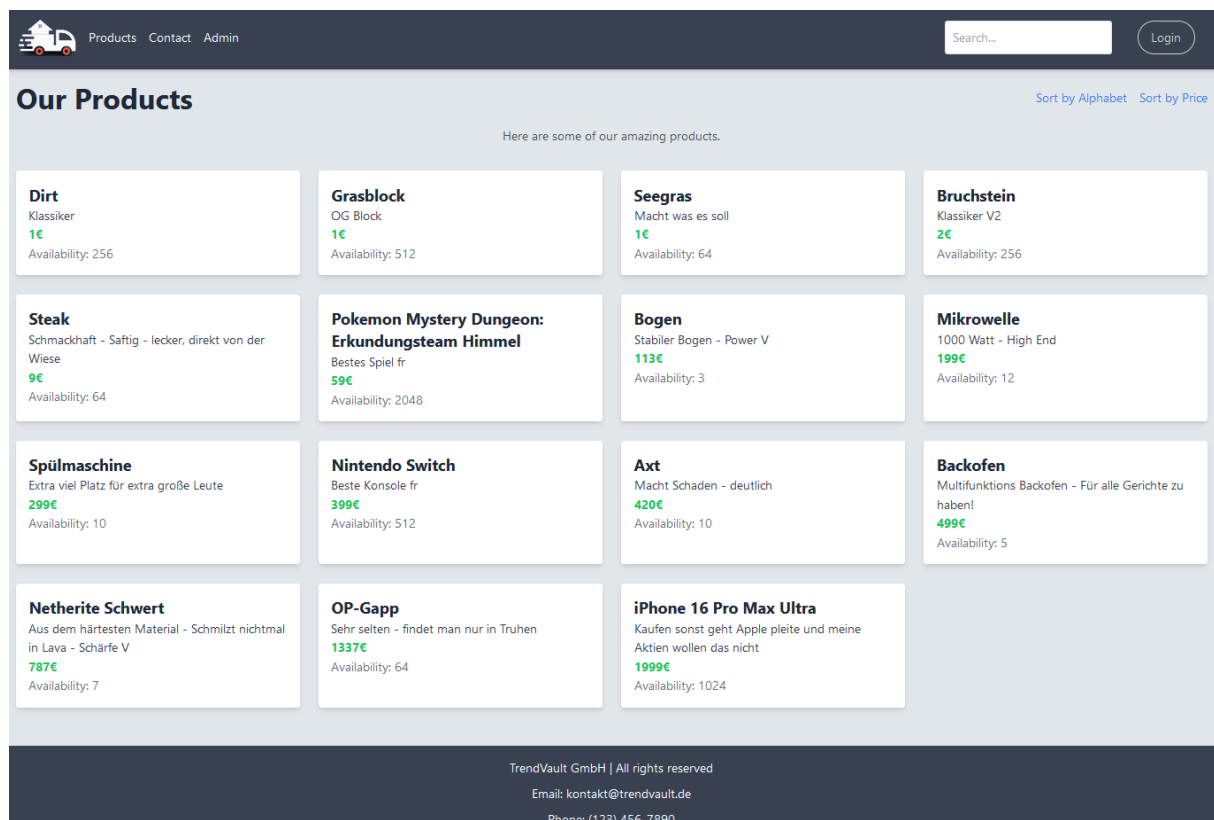 Products Contact Admin
Search...
Login
Our Products
Sort by Alphabet Sort by Price
Here are some of our amazing products.
Dirt
Klassiker
1€
Availability: 256
Grasblock
OG Block
1€
Availability: 512
Seegras
Macht was es soll
1€
Availability: 64
Bruchstein
Klassiker V2
2€
Availability: 256
Steak
Schmackhaft - Saftig - lecker, direkt von der
Wiese
9€
Availability: 64
Pokemon Mystery Dungeon:
Erkundungsteam Himmel
Bestes Spiel fr
59€
Availability: 2048
Bogen
Stabiler Bogen - Power V
113€
Availability: 3
Mikrowelle
1000 Watt - High End
199€
Availability: 12
Spülmaschine
Extra viel Platz für extra große Leute
299€
Availability: 10
Nintendo Switch
Beste Konsole fr
399€
Availability: 512
Axt
Macht Schaden - deutlich
420€
Availability: 10
Backofen
Multifunktions Backofen - Für alle Gerichte zu
haben!
499€
Availability: 5
Netherite Schwert
Aus dem härtesten Material - Schmilzt nichtmal
in Lava - Schärfe V
787€
Availability: 7
OP-Gapp
Sehr selten - findet man nur in Truhen
1337€
Availability: 64
iPhone 16 Pro Max Ultra
Kaufen sonst geht Apple pleite und meine
Aktien wollen das nicht
1999€
Availability: 1024
TrendVault GmbH | All rights reserved
Email: kontakt@trendvault.de
Phone: (123) 456-7890